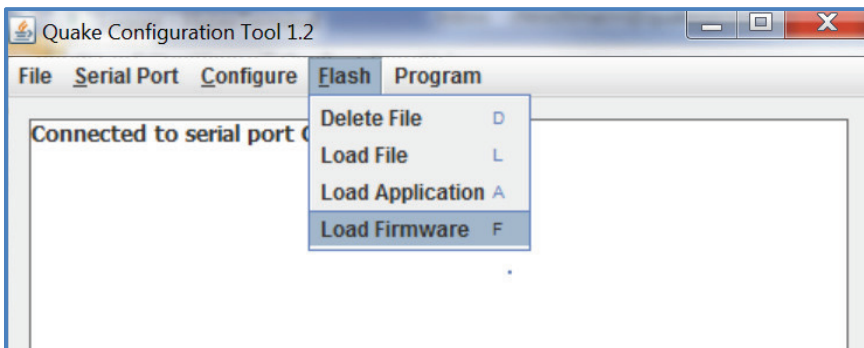 Quake Configuration Tool 1.2
File Serial Port Configure Flash Program
Connected to serial port
Delete File D
Load File L
Load Application A
Load Firmware F